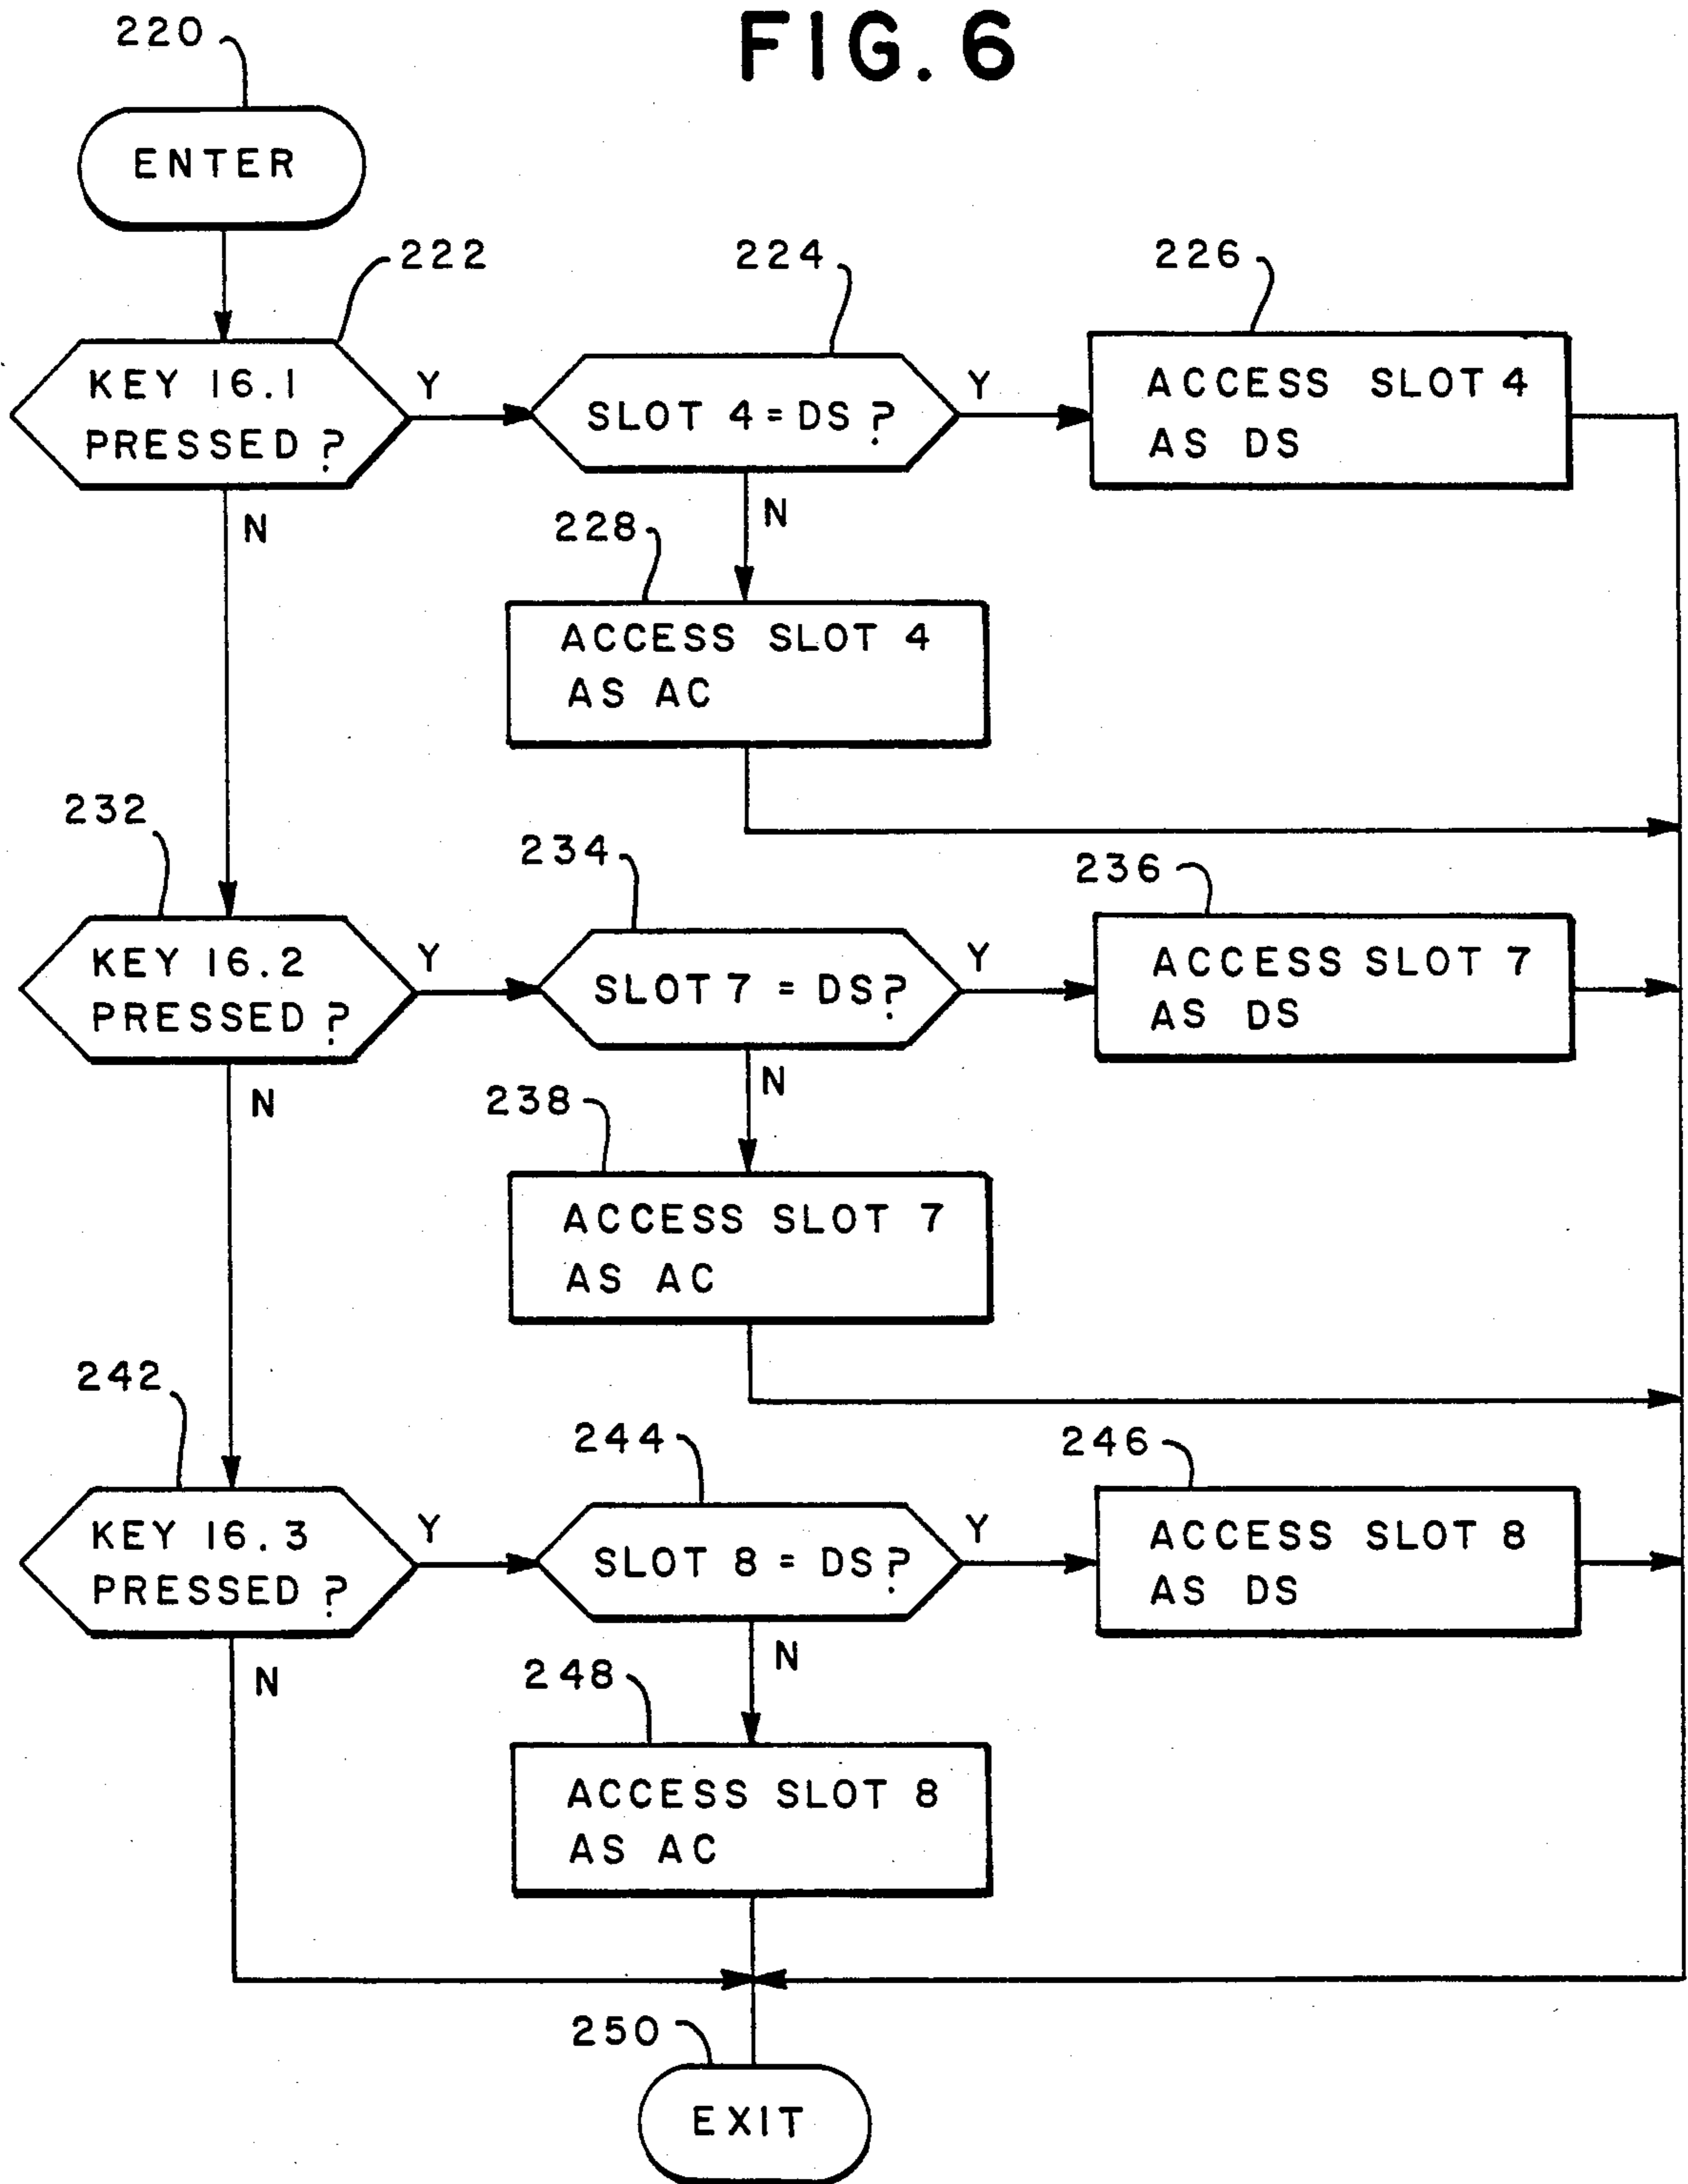 FIG. 6
220
ENTER
222
224
226
KEY 16.1
PRESSED ?
Y
SLOT 4 = DS ?
Y
ACCESS SLOT 4
AS DS
N
N
228
ACCESS SLOT 4
AS AC
232
234
236
KEY 16.2
PRESSED ?
Y
SLOT 7 = DS ?
Y
ACCESS SLOT 7
AS DS
N
N
238
ACCESS SLOT 7
AS AC
242
244
246
KEY 16.3
PRESSED ?
Y
SLOT 8 = DS ?
Y
ACCESS SLOT 8
AS DS
N
N
248
ACCESS SLOT 8
AS AC
250
EXIT